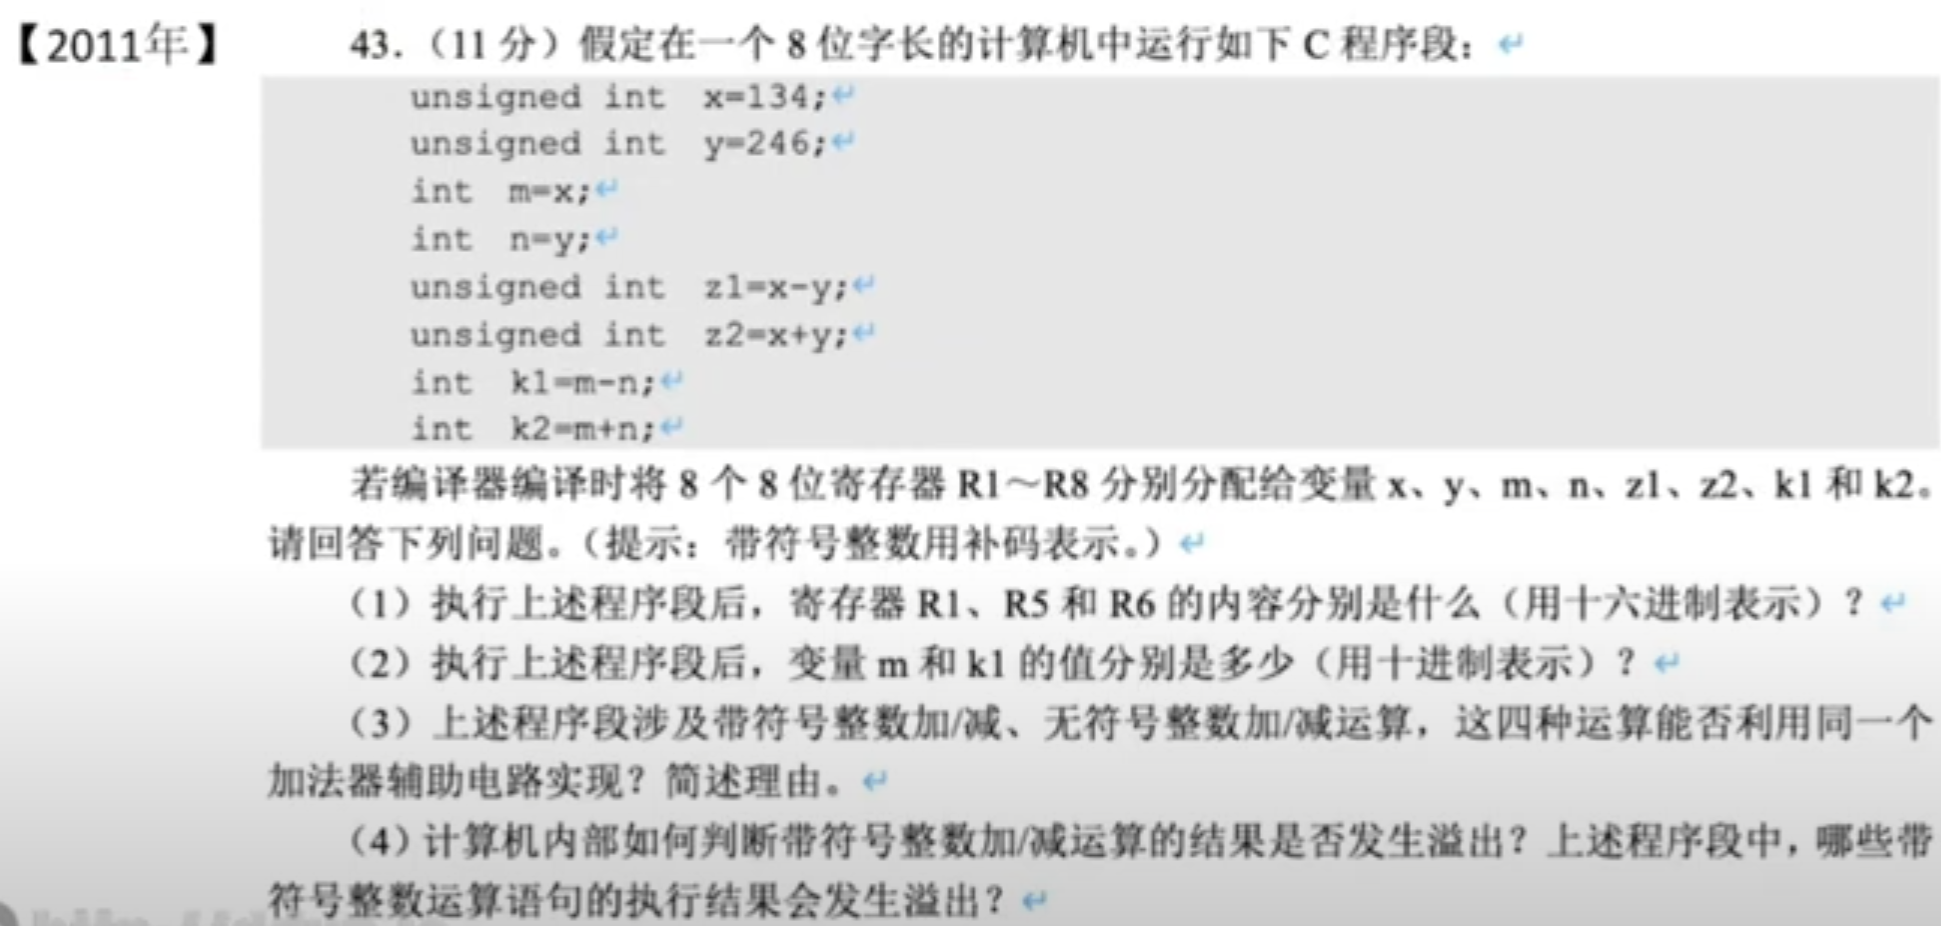 【2011年】 43.（11 分）假定在一个 8 位字长的计算机中运行如下 C 程序段：↵
unsigned int x=134;↵
unsigned int y=246;↵
int m=x;↵
int n=y;↵
unsigned int z1=x-y;↵
unsigned int z2=x+y;↵
int k1=m-n;↵
int k2=m+n;↵
若编译器编译时将 8 个 8 位寄存器 R1～R8 分别分配给变量 x、y、m、n、z1、z2、k1 和 k2。
请回答下列问题。（提示：带符号整数用补码表示。）↵
（1）执行上述程序段后，寄存器 R1、R5 和 R6 的内容分别是什么（用十六进制表示）？↵
（2）执行上述程序段后，变量 m 和 k1 的值分别是多少（用十进制表示）？↵
（3）上述程序段涉及带符号整数加/减、无符号整数加/减运算，这四种运算能否利用同一个
加法器辅助电路实现？简述理由。↵
（4）计算机内部如何判断带符号整数加/减运算的结果是否发生溢出？上述程序段中，哪些带
符号整数运算语句的执行结果会发生溢出？↵